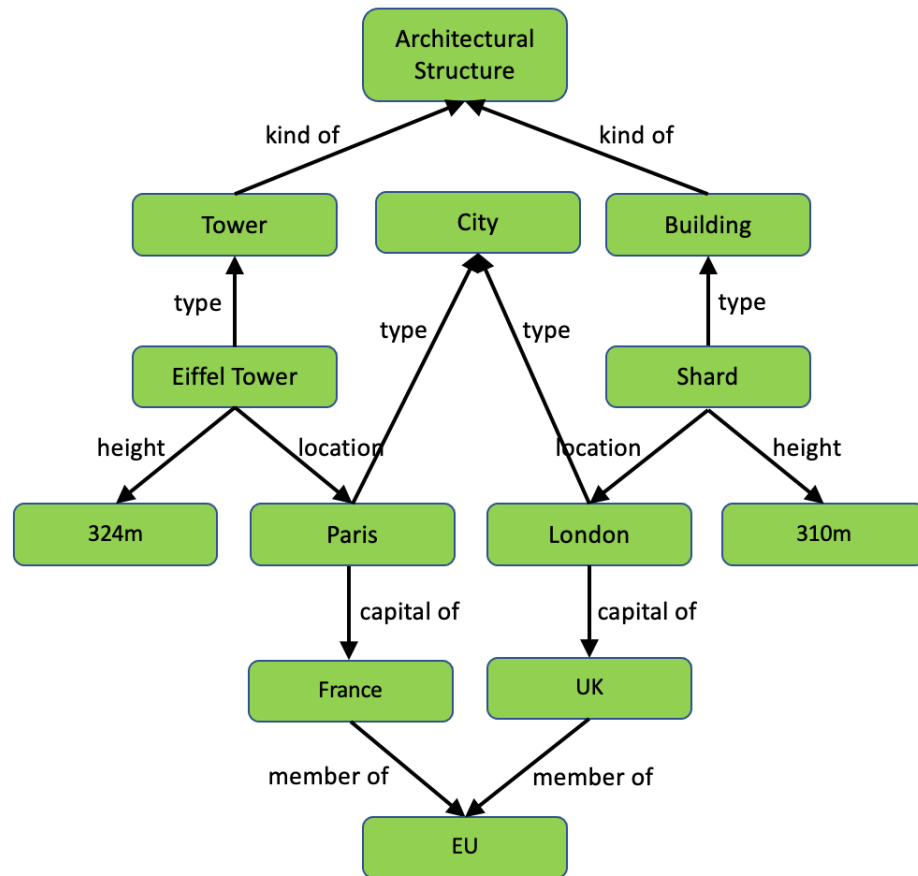 Architectural
Structure
kind of
kind of
Tower
City
Building
type
type
type
type
Eiffel Tower
Shard
height
location
location
height
324m
Paris
London
310m
capital of
capital of
France
UK
member of
member of
EU